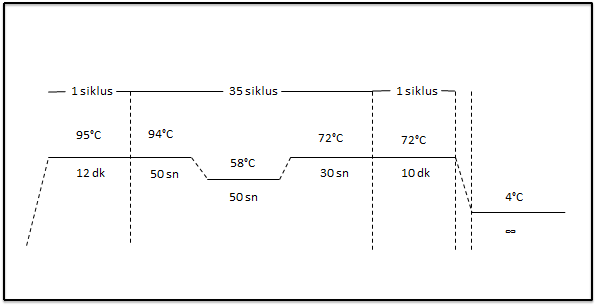 1 siklus 35 siklus 1 siklus
95°C 94°C 72°C 72°C
58°C
12 dk 50 sn 30 sn 10 dk
50 sn 4°C
∞